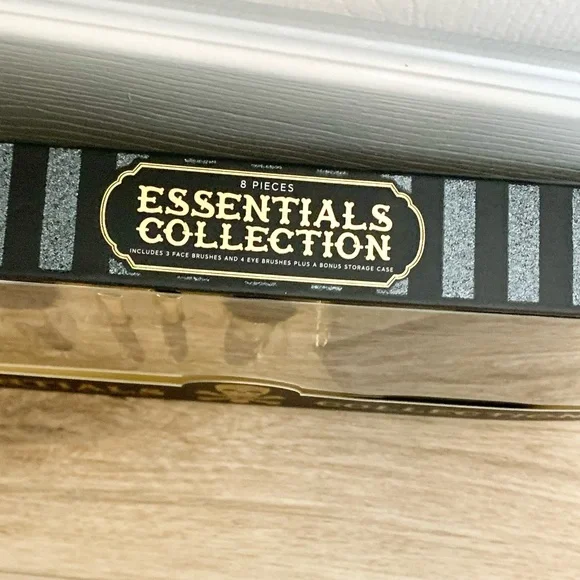 8 PIECES
ESSENTIALS
COLLECTION
INCLUDES 3 FACE BRUSHES AND 4 EYE BRUSHES PLUS A BONUS STORAGE CASE